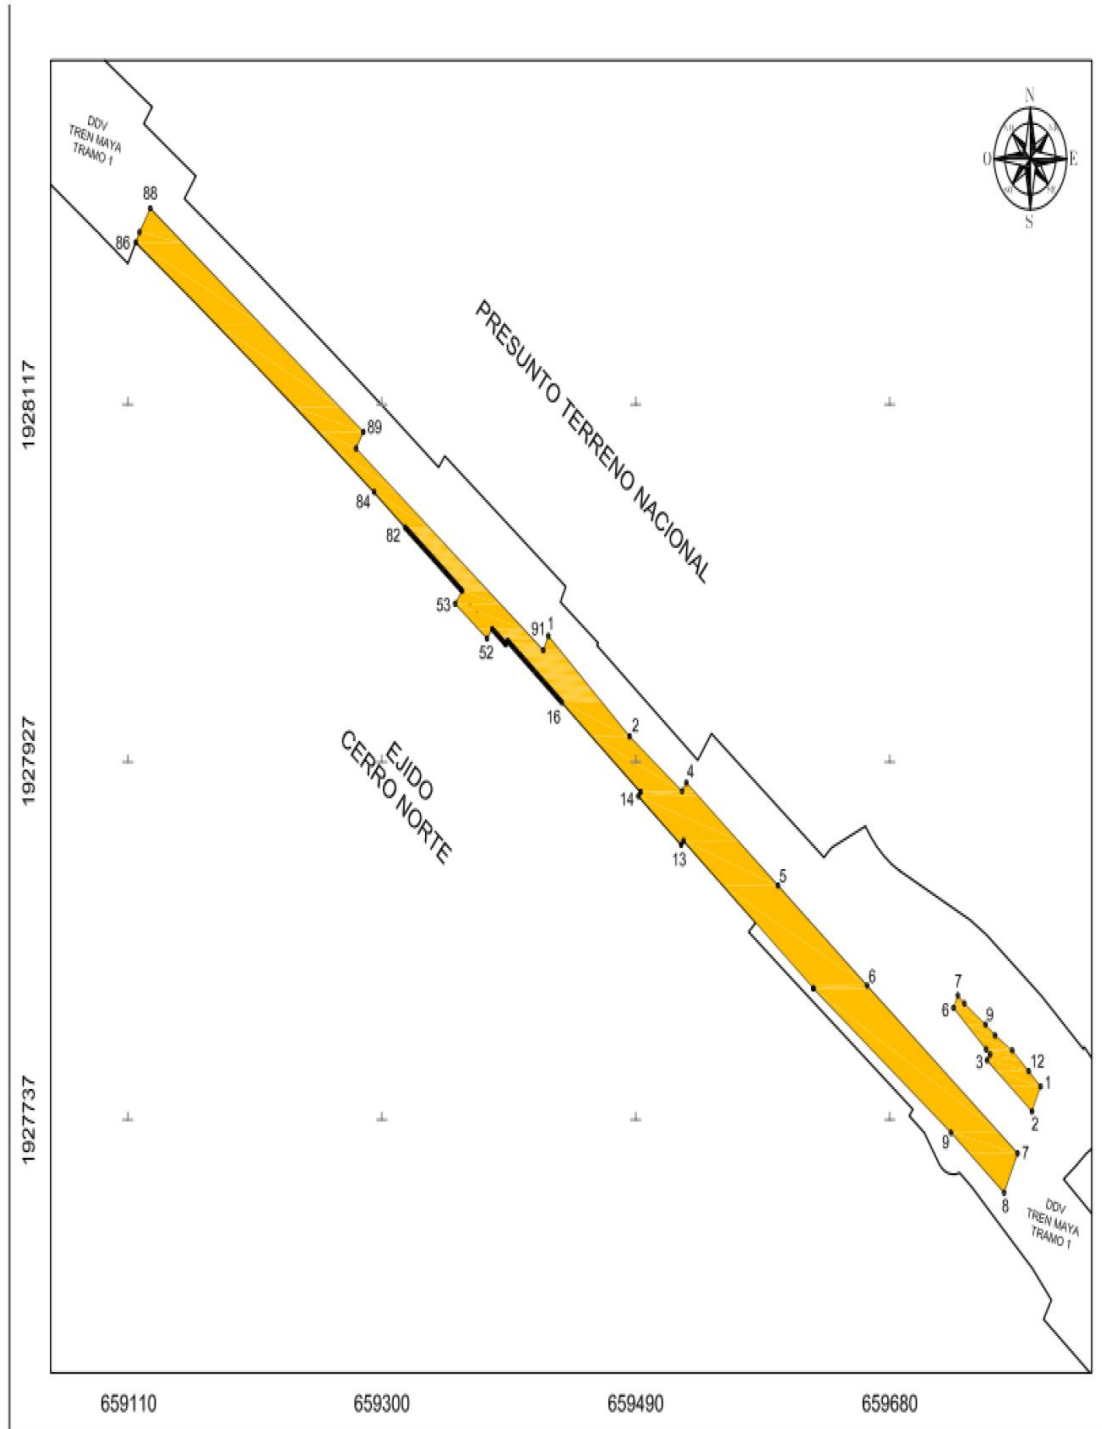 DDV
TREN MAYA
TRAMO 1
N
O
E
S
88
86
PRESUNTO TERRENO NACIONAL
1928117
89
84
82
53
52
91
1
16
2
EJIDO
CERRO NORTE
1927927
4
14
13
5
6
7
6
9
3
12
1
2
1927737
9
7
8
DDV
TREN MAYA
TRAMO 1
659110
659300
659490
659680